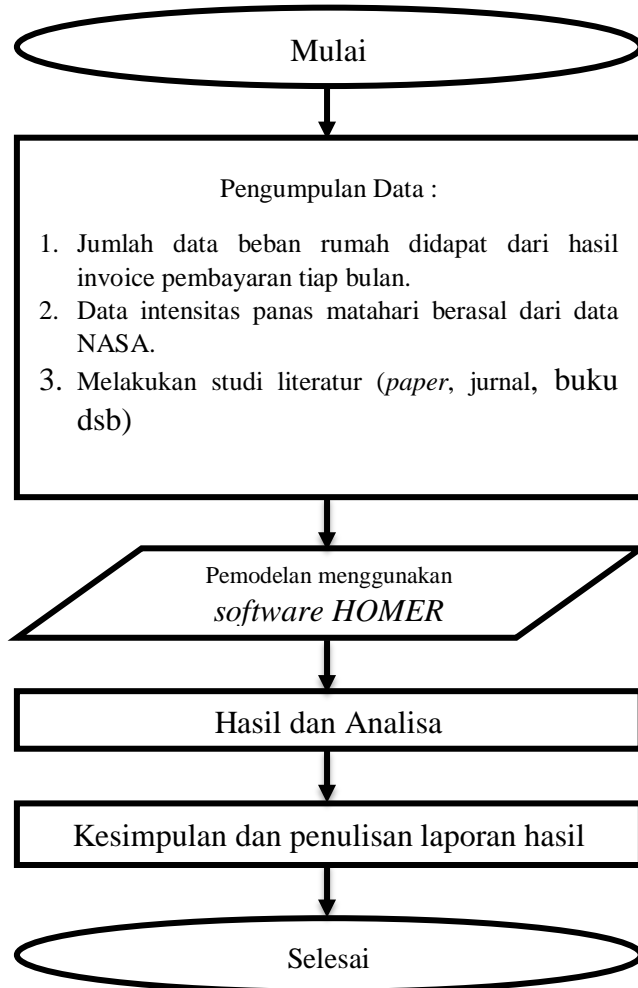 Mulai
Pengumpulan Data :
1. Jumlah data beban rumah didapat dari hasil
invoice pembayaran tiap bulan.
2. Data intensitas panas matahari berasal dari data
NASA.
3. Melakukan studi literatur (paper, jurnal, buku
dsb)
Pemodelan menggunakan
software HOMER
Hasil dan Analisa
Kesimpulan dan penulisan laporan hasil
Selesai